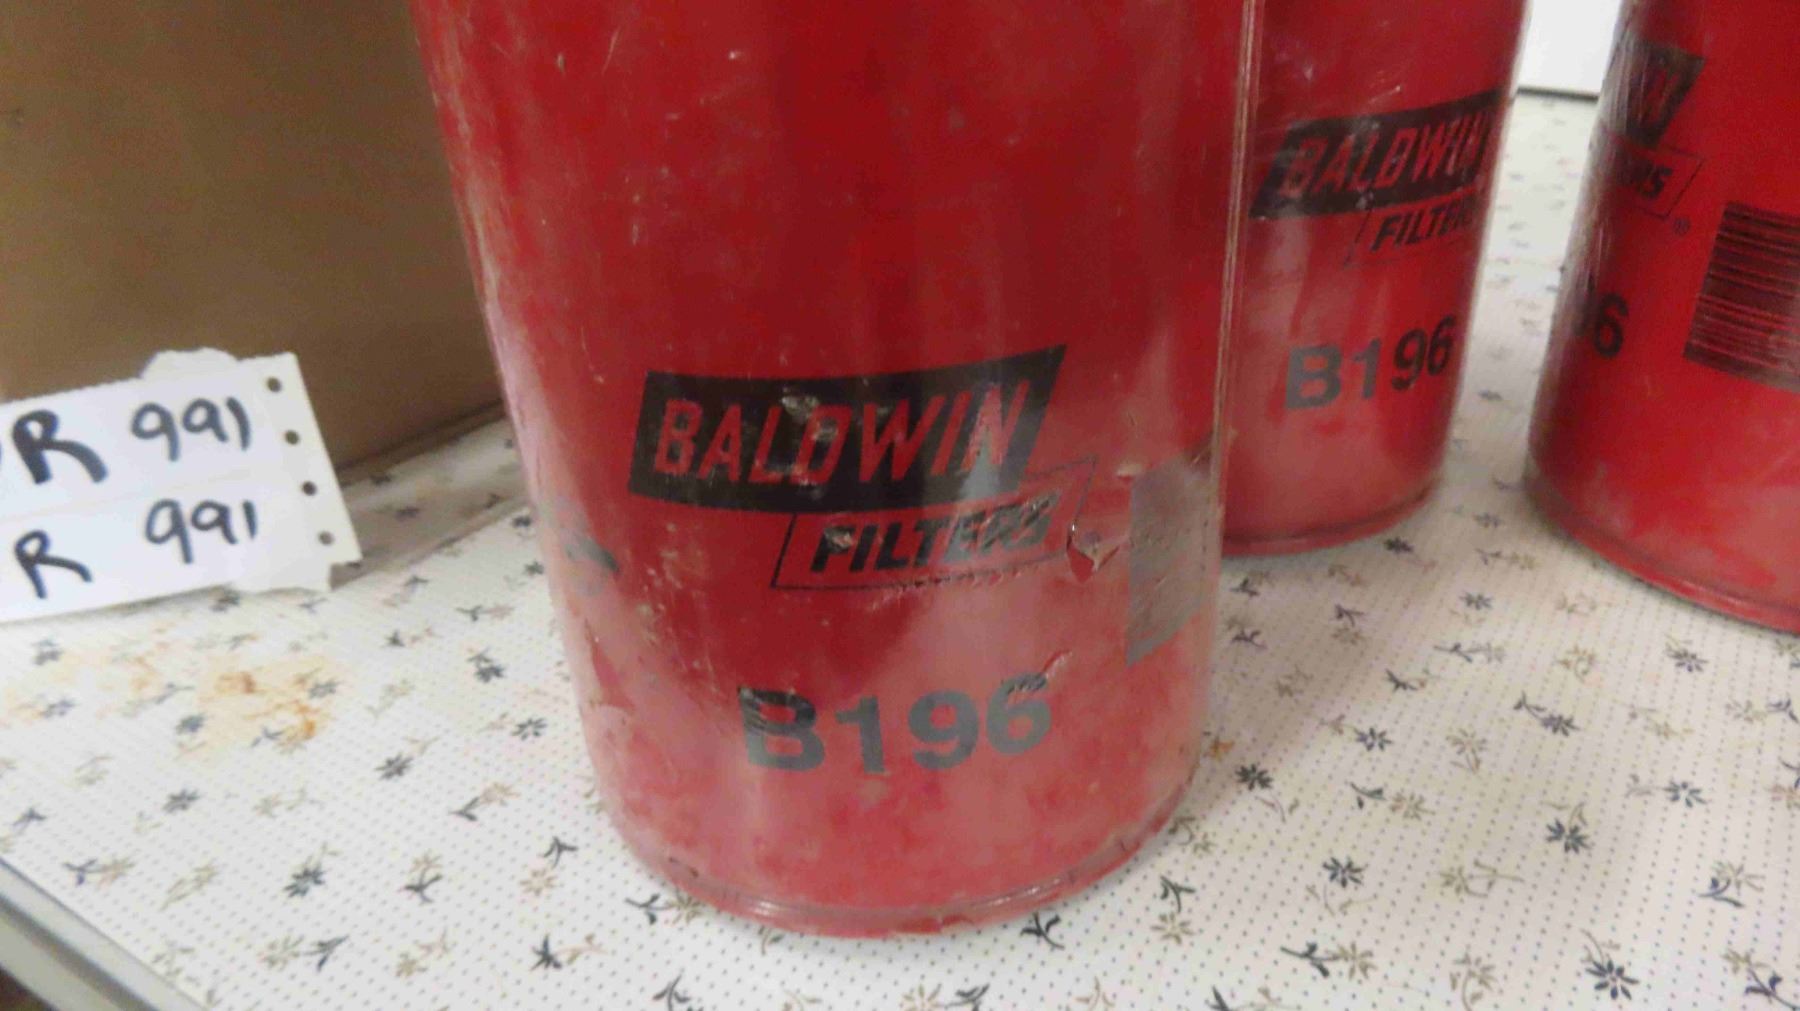 R 991
R 991
BALDWIN
FILTERS
B196
BALDWIN
FILTERS
B196